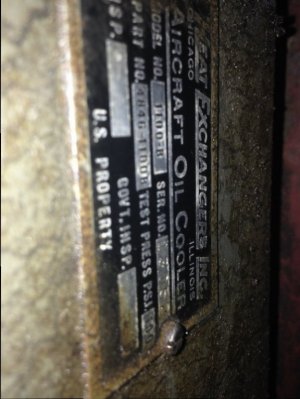 EAT EXCHANGERS INC.
CHICAGO ILLINOIS
AIRCRAFT OIL COOLER
MODEL NO. SER. NO.
PART NO. TEST PRESS P.S.I.
INSP. GOVT. INSP.
U.S. PROPERTY